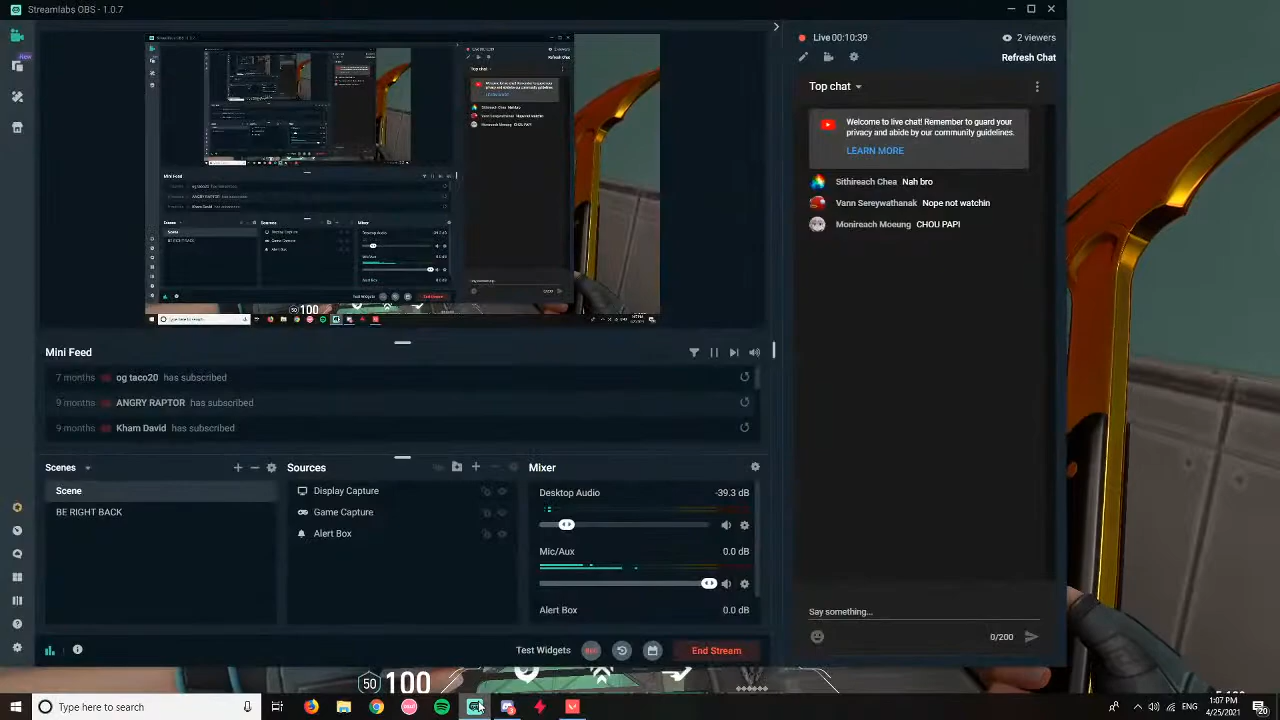 Streamlabs OBS - 1.0.7
New
Live 00:10:39
2 viewers
Refresh Chat
Top chat
Welcome to live chat! Remember to guard your
privacy and abide by our community guidelines.
LEARN MORE
Sithireach Chea Nah bro
Vann Sereywathanak Nope not watchin
Monireach Moeung CHOU PAPI
Mini Feed
7 months og taco20 has subscribed
9 months ANGRY RAPTOR has subscribed
9 months Kham David has subscribed
Scenes
Sources
Mixer
Scene
BE RIGHT BACK
Display Capture
Game Capture
Alert Box
Desktop Audio -39.3 dB
Mic/Aux 0.0 dB
Alert Box 0.0 dB
Say something...
0/200
Test Widgets
REC
End Stream
50 100
Type here to search
1:07 PM
4/25/2021
20